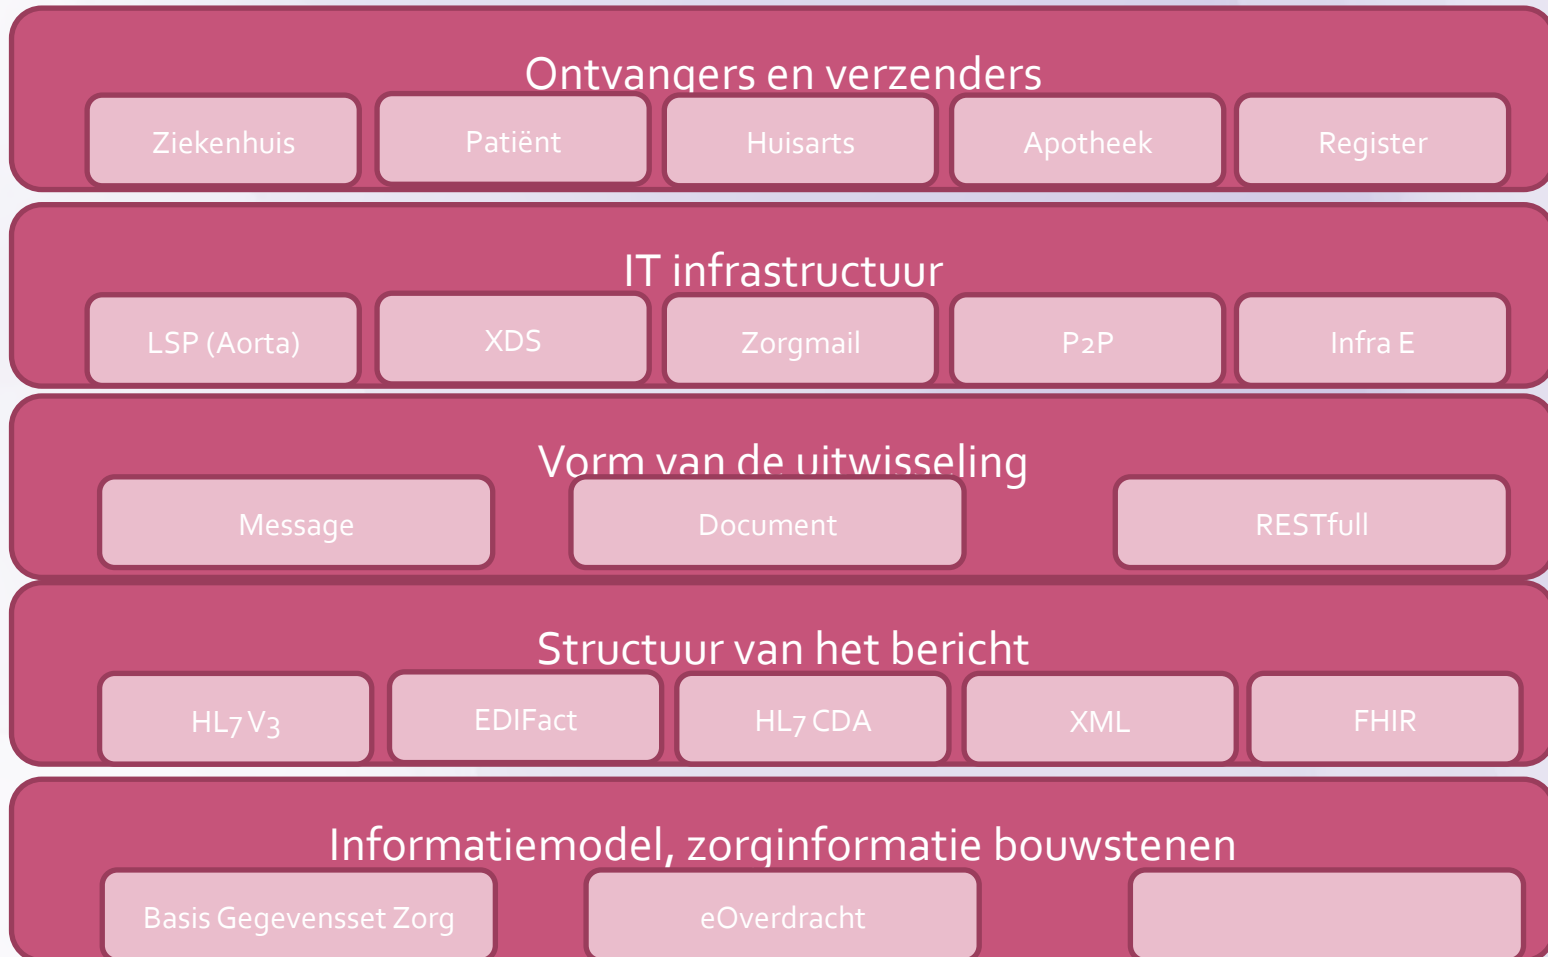 Ontvangers en verzenders
Ziekenhuis
Patiënt
Huisarts
Apotheek
Register
IT infrastructuur
LSP (Aorta)
XDS
Zorgmail
P2P
Infra E
Vorm van de uitwisseling
Message
Document
RESTfull
Structuur van het bericht
HL7 V3
EDIFact
HL7 CDA
XML
FHIR
Informatiemodel, zorginformatie bouwstenen
Basis Gegevensset Zorg
eOverdracht